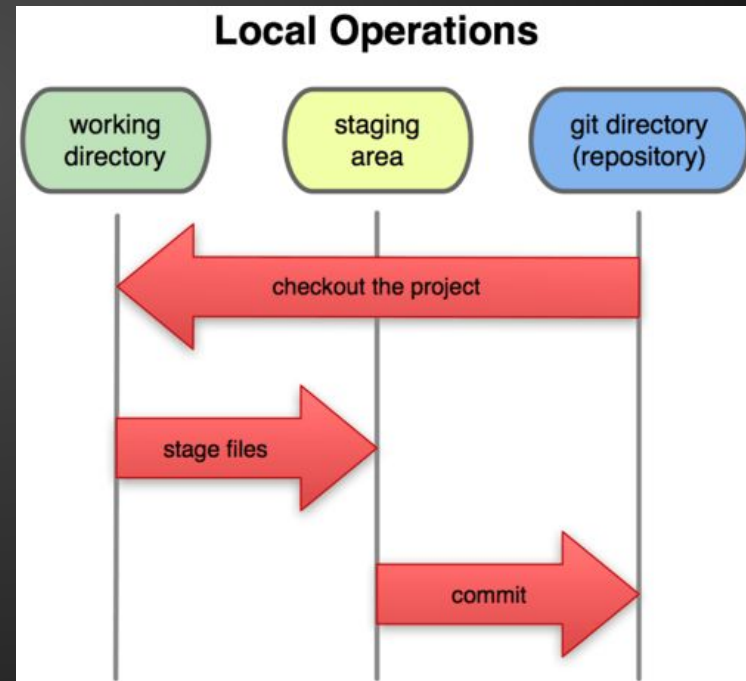 Local Operations
working
directory
staging
area
git directory
(repository)
checkout the project
stage files
commit